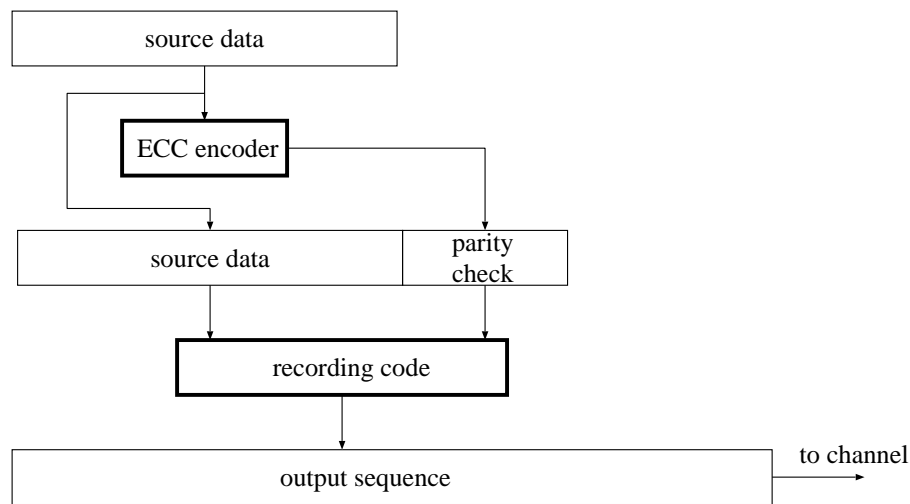 source data
ECC encoder
source data
parity
check
recording code
to channel
output sequence